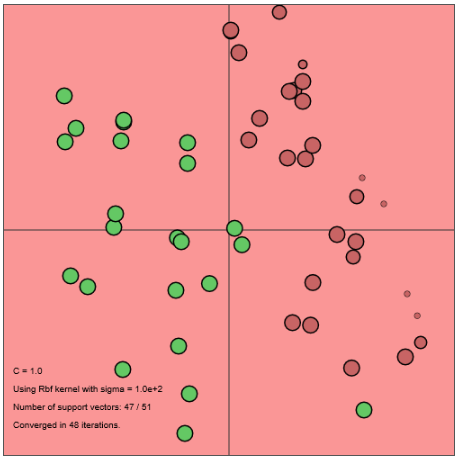 C = 1.0
Using Rbf kernel with sigma = 1.0e+2
Number of support vectors: 47 / 51
Converged in 48 iterations.